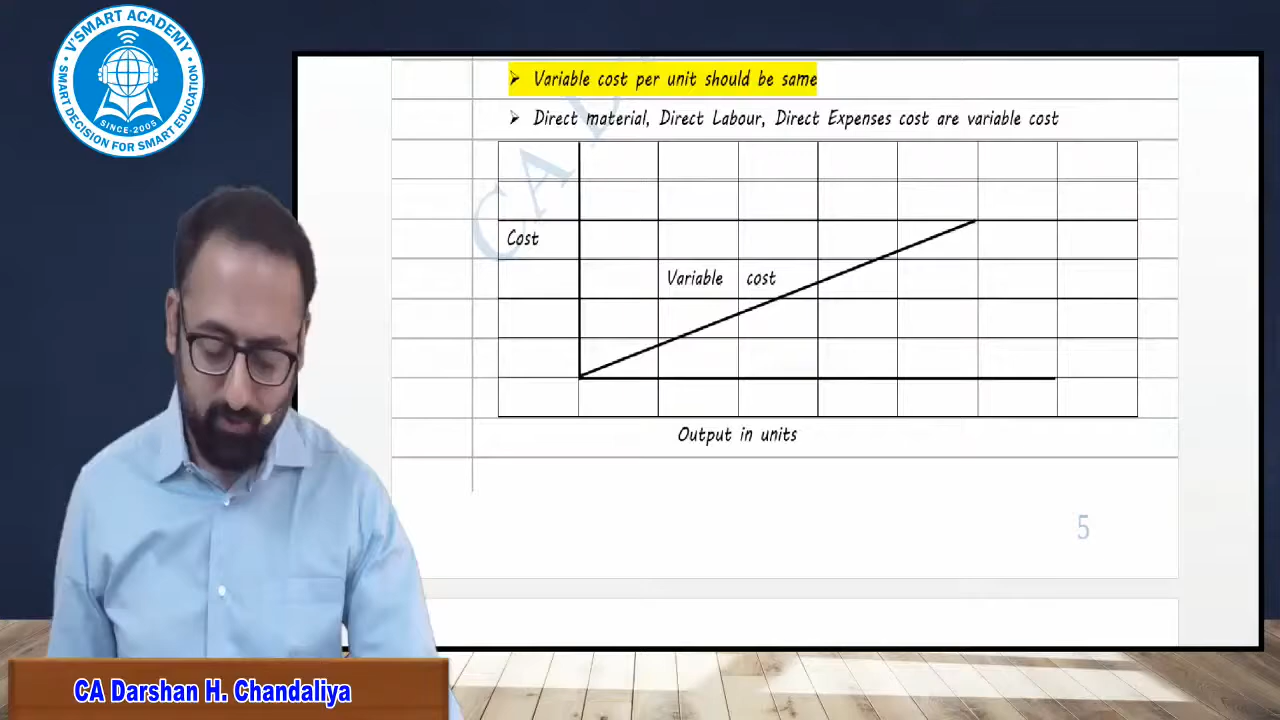 V'SMART ACADEMY
SINCE-2005
SMART DECISION FOR SMART EDUCATION
➢ Variable cost per unit should be same
➢ Direct material, Direct Labour, Direct Expenses cost are variable cost
CA D
Cost
Variable cost
Output in units
5
CA Darshan H. Chandaliya